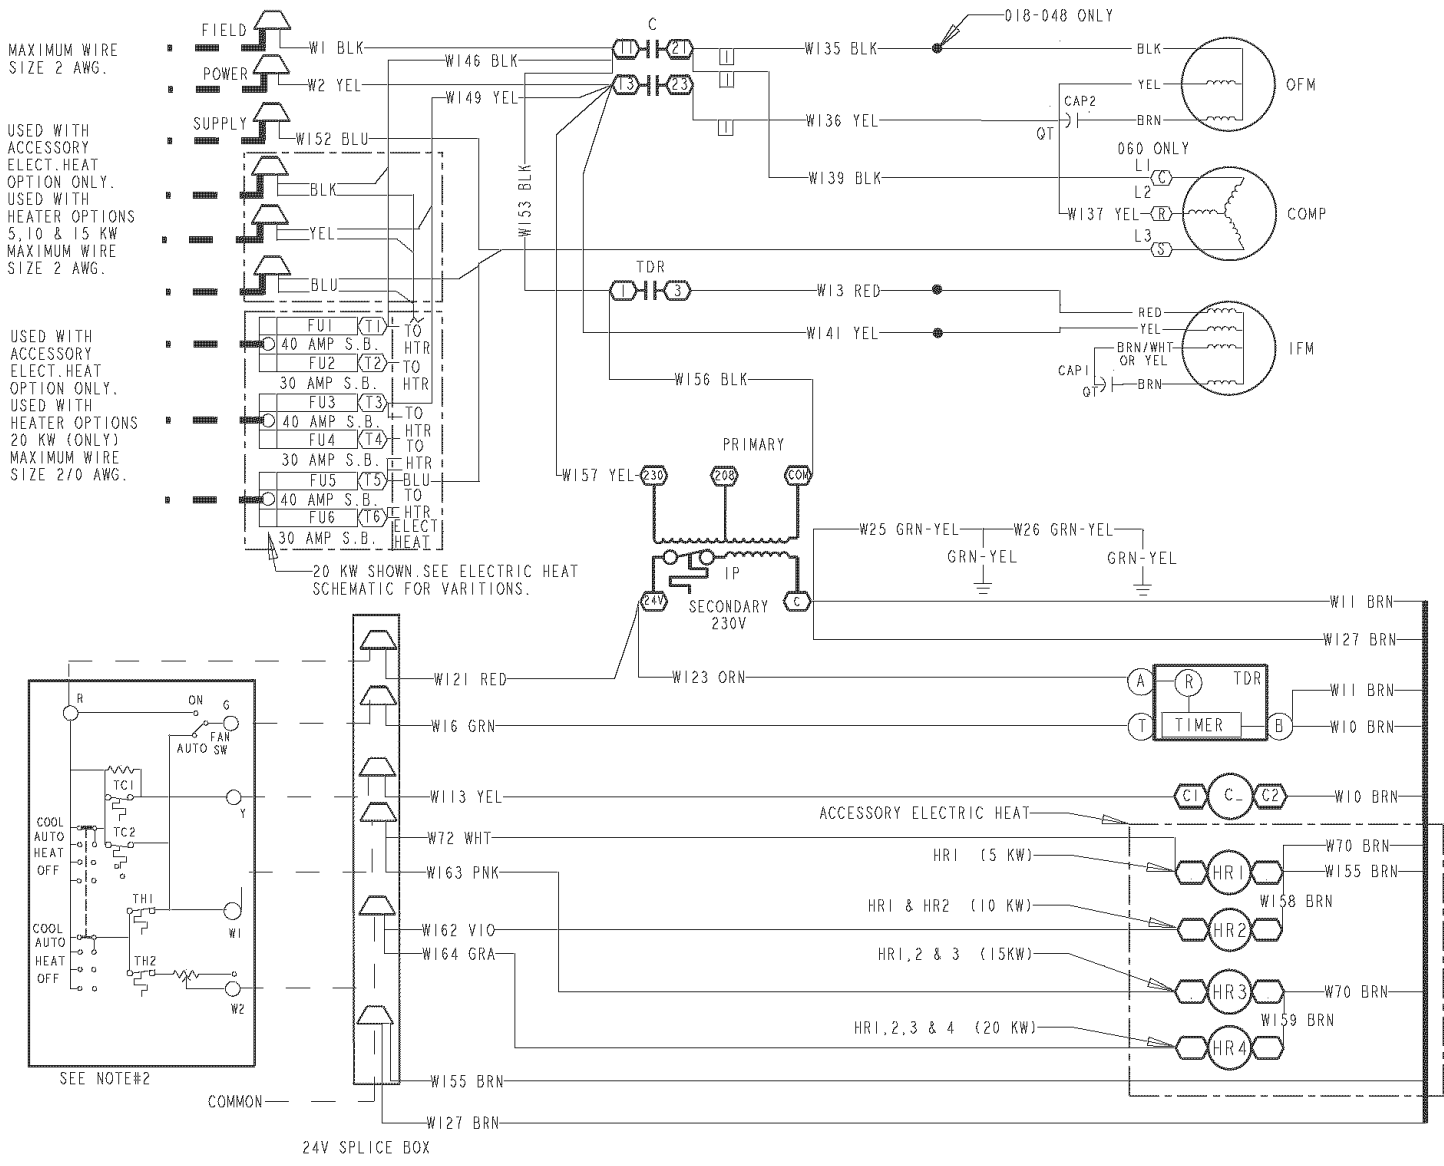 MAXIMUM WIRE
SIZE 2 AWG.
FIELD
POWER
SUPPLY
W1 BLK
W2 YEL
W152 BLU
W146 BLK
W149 YEL
C
11
21
13
23
W135 BLK
018-048 ONLY
BLK
YEL
BRN
OFM
CAP2
QT
W136 YEL
060 ONLY
W139 BLK
L1
C
L2
W137 YEL
R
L3
S
COMP
USED WITH
ACCESSORY
ELECT.HEAT
OPTION ONLY.
USED WITH
HEATER OPTIONS
5,10 & 15 KW
MAXIMUM WIRE
SIZE 2 AWG.
BLK
YEL
BLU
W153 BLK
TDR
1
3
W13 RED
W141 YEL
RED
YEL
BRN/WHT
OR YEL
BRN
CAP1
QT
IFM
W156 BLK
USED WITH
ACCESSORY
ELECT.HEAT
OPTION ONLY.
USED WITH
HEATER OPTIONS
20 KW (ONLY)
MAXIMUM WIRE
SIZE 2/0 AWG.
FU1
T1
TO
HTR
40 AMP S.B.
FU2
T2
TO
HTR
30 AMP S.B.
FU3
T3
TO
HTR
40 AMP S.B.
FU4
T4
TO
HTR
30 AMP S.B.
FU5
T5
BLU
40 AMP S.B.
TO
HTR
FU6
T6
ELECT
HEAT
30 AMP S.B.
20 KW SHOWN.SEE ELECTRIC HEAT
SCHEMATIC FOR VARITIONS.
PRIMARY
W157 YEL
230
208
COM
1P
24V
SECONDARY
230V
C
W25 GRN-YEL
W26 GRN-YEL
GRN-YEL
GRN-YEL
W11 BRN
W127 BRN
W121 RED
W123 ORN
A
R
TDR
W11 BRN
W16 GRN
T
TIMER
B
W10 BRN
R
ON
G
AUTO
FAN
SW
TC1
Y
COOL
AUTO
HEAT
OFF
TC2
TH1
W1
COOL
AUTO
HEAT
OFF
TH2
W2
SEE NOTE#2
W113 YEL
C1
C_
C2
W10 BRN
ACCESSORY ELECTRIC HEAT
W72 WHT
HR1 (5 KW)
W163 PNK
HR1
W70 BRN
W155 BRN
W158 BRN
HR1 & HR2 (10 KW)
W162 VIO
HR2
W164 GRA
HR1,2 & 3 (15KW)
HR3
W70 BRN
W159 BRN
HR1,2,3 & 4 (20 KW)
HR4
W155 BRN
COMMON
W127 BRN
24V SPLICE BOX